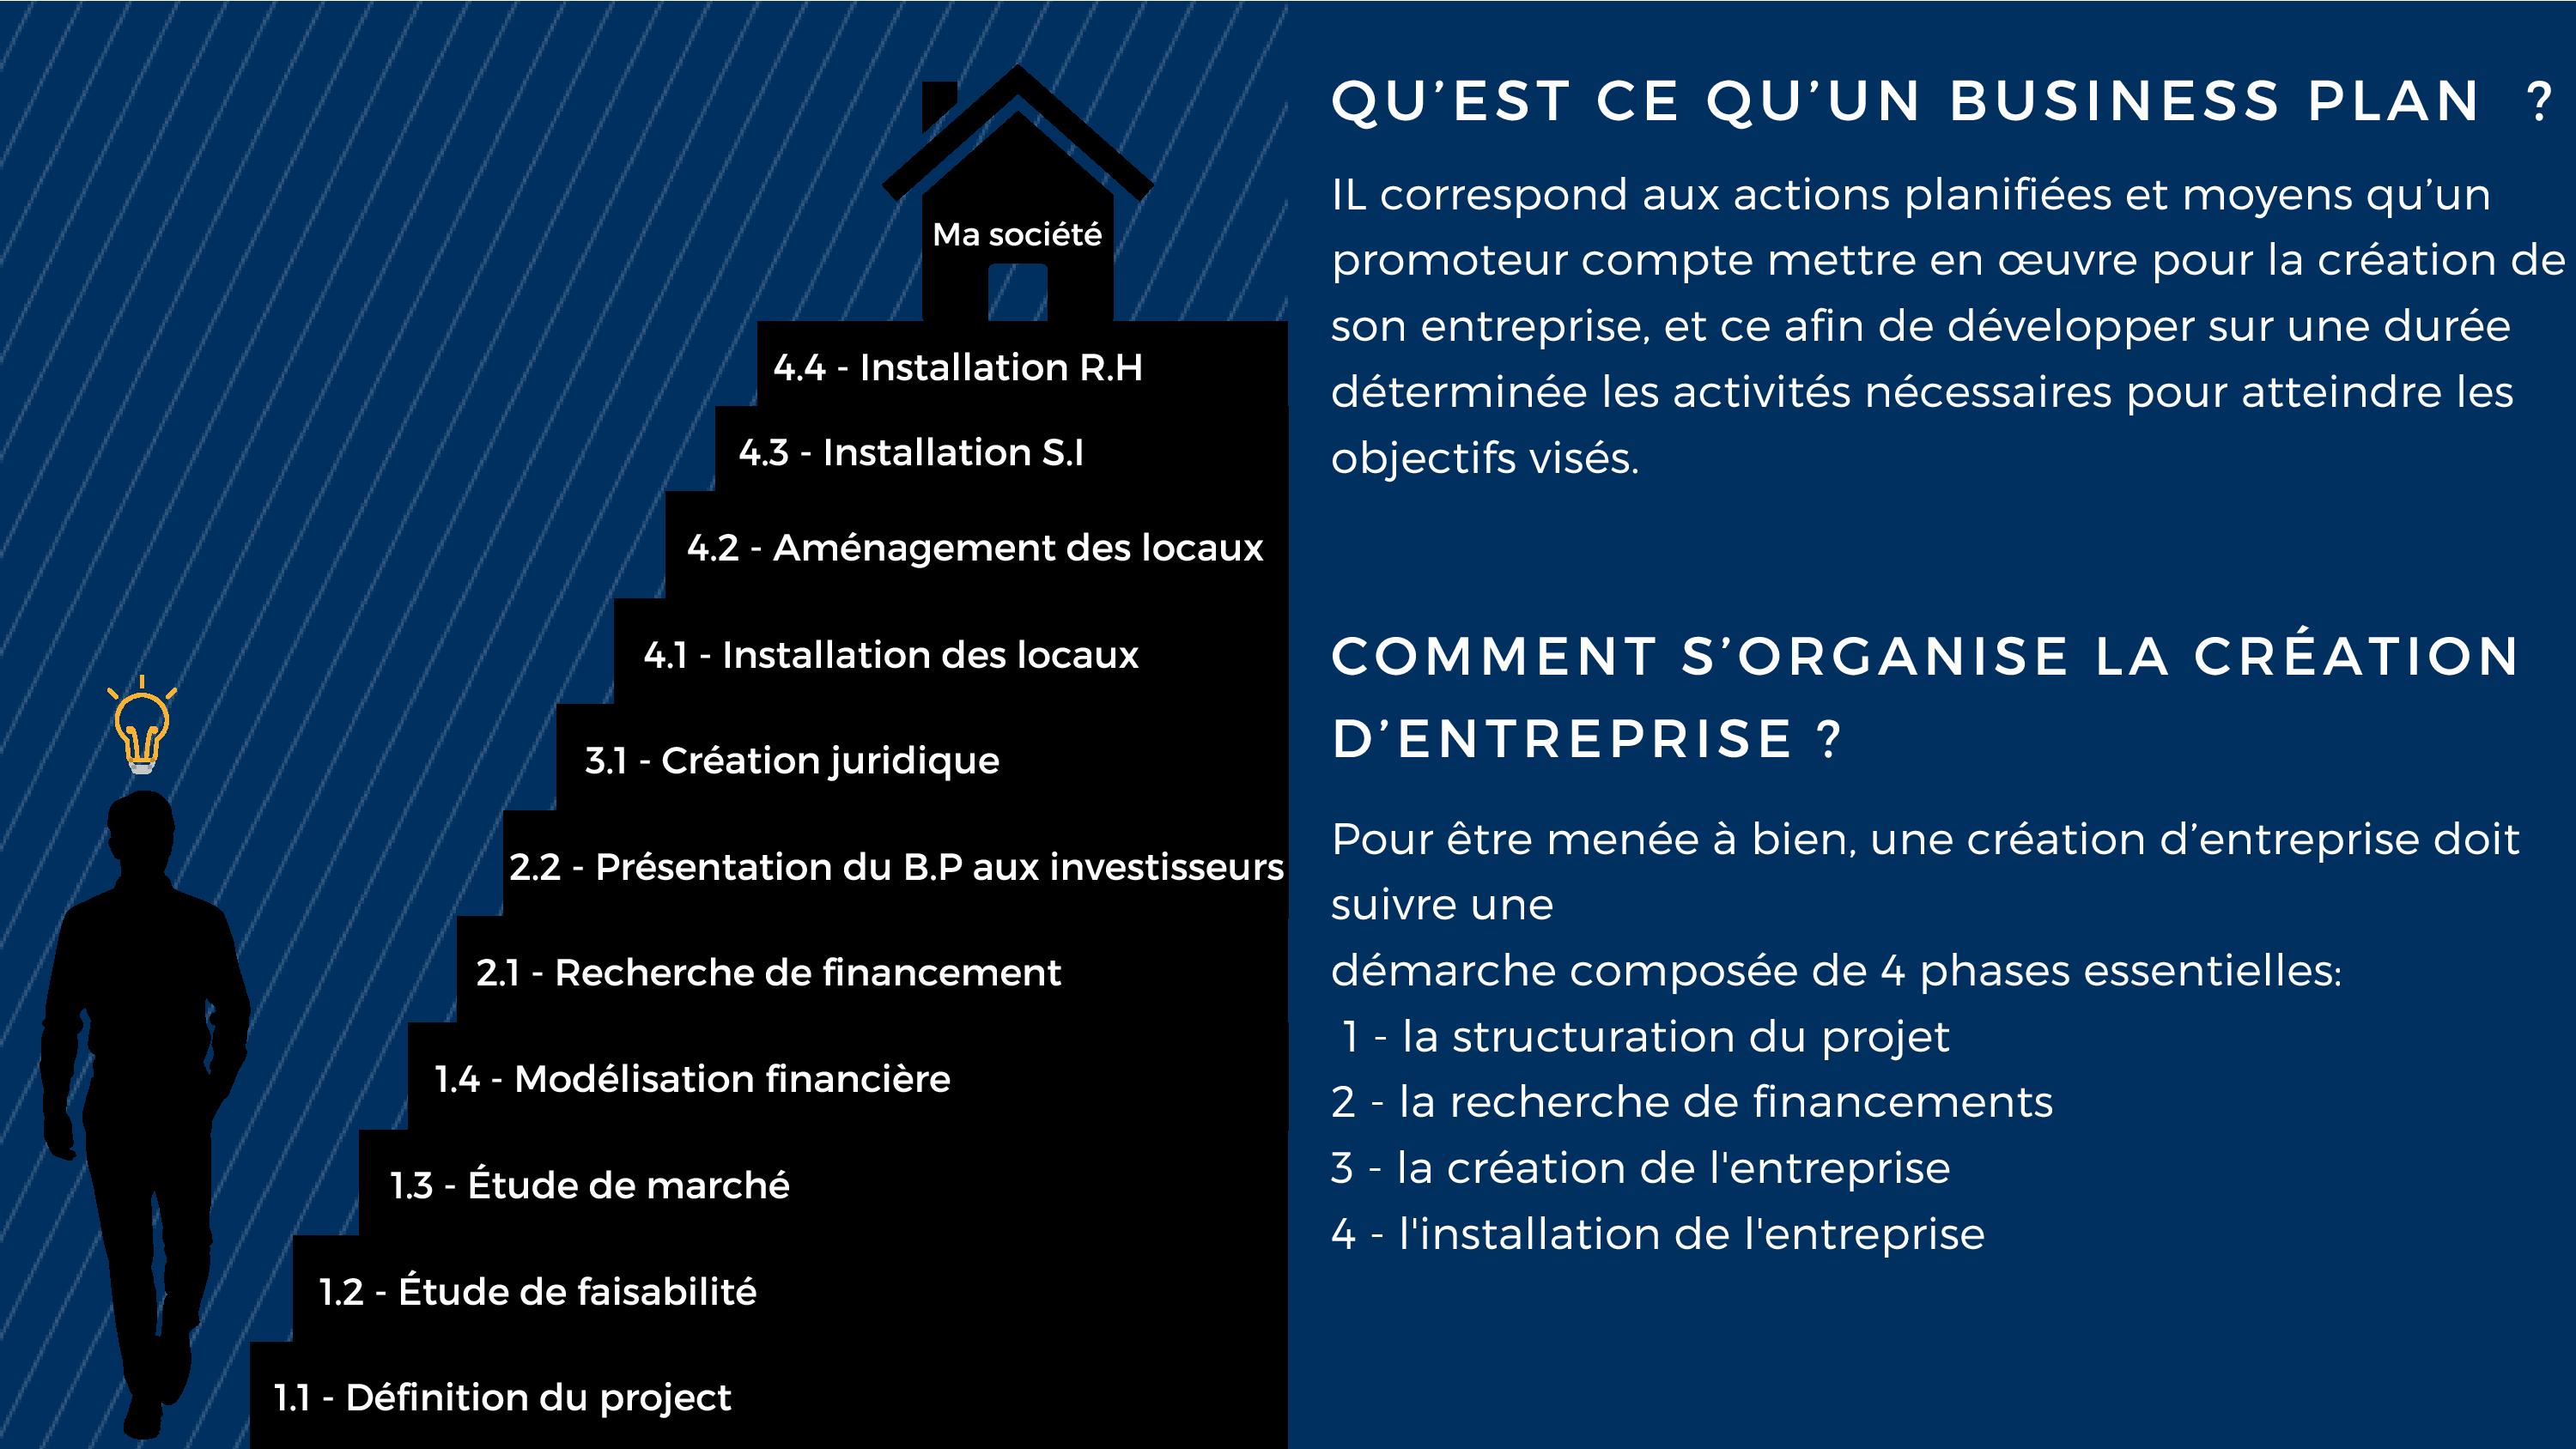 Ma société
4.4 - Installation R.H
4.3 - Installation S.I
4.2 - Aménagement des locaux
4.1 - Installation des locaux
3.1 - Création juridique
2.2 - Présentation du B.P aux investisseurs
2.1 - Recherche de financement
1.4 - Modélisation financière
1.3 - Étude de marché
1.2 - Étude de faisabilité
1.1 - Définition du project
QU’EST CE QU’UN BUSINESS PLAN ?
IL correspond aux actions planifiées et moyens qu’un
promoteur compte mettre en œuvre pour la création de
son entreprise, et ce afin de développer sur une durée
déterminée les activités nécessaires pour atteindre les
objectifs visés.
COMMENT S’ORGANISE LA CRÉATION
D’ENTREPRISE ?
Pour être menée à bien, une création d’entreprise doit
suivre une
démarche composée de 4 phases essentielles:
1 - la structuration du projet
2 - la recherche de financements
3 - la création de l'entreprise
4 - l'installation de l'entreprise